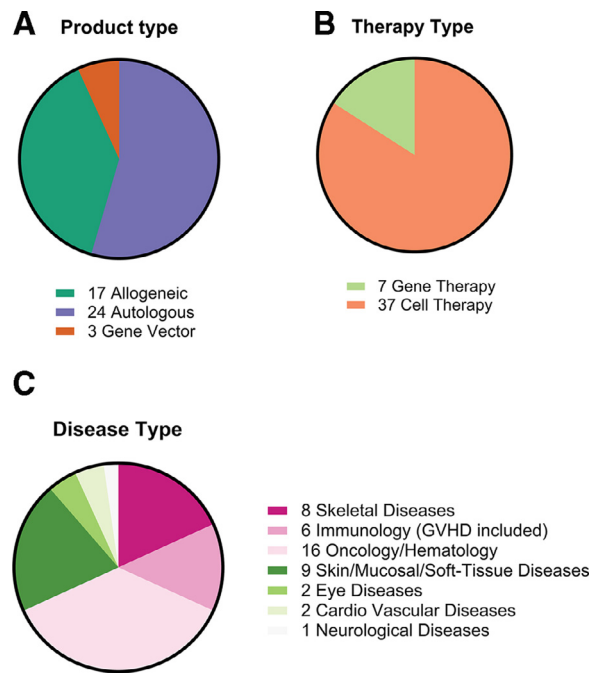 A
Product type
17 Allogeneic
24 Autologous
3 Gene Vector
B
Therapy Type
7 Gene Therapy
37 Cell Therapy
C
Disease Type
8 Skeletal Diseases
6 Immunology (GVHD included)
16 Oncology/Hematology
9 Skin/Mucosal/Soft-Tissue Diseases
2 Eye Diseases
2 Cardio Vascular Diseases
1 Neurological Diseases